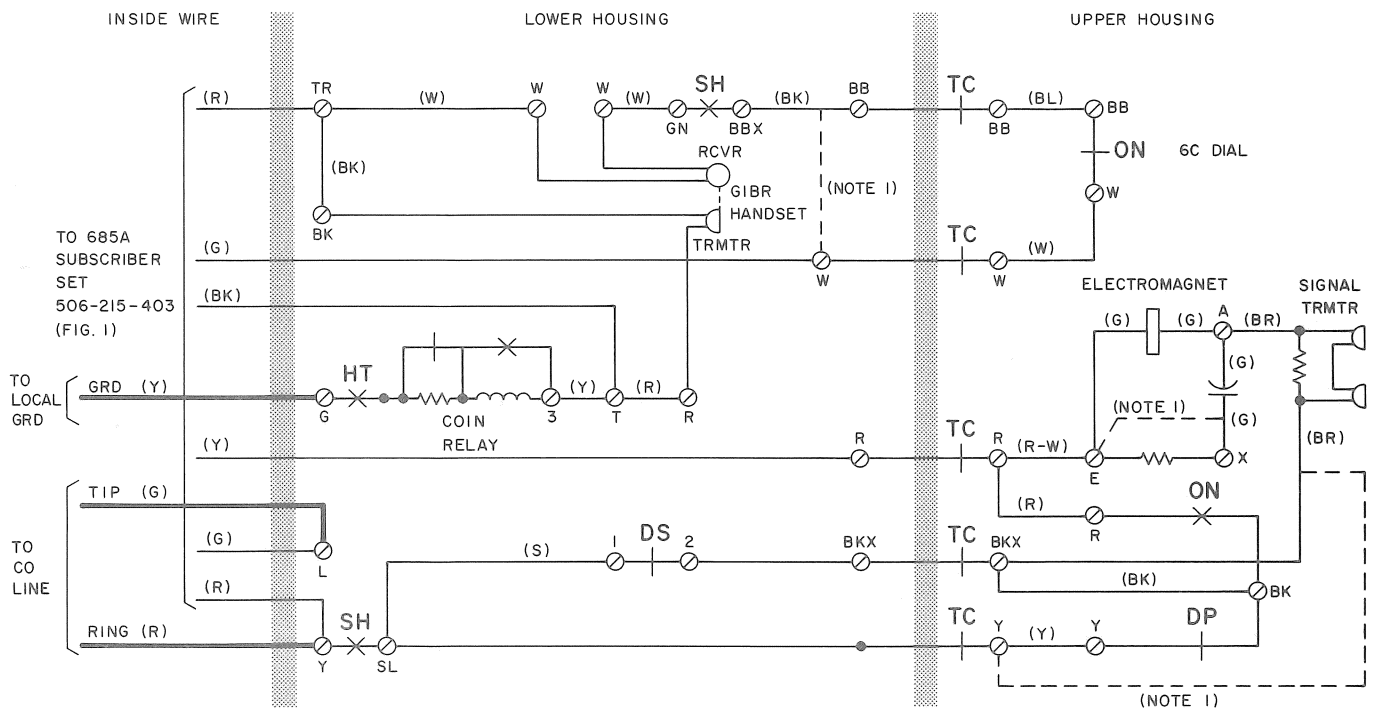 INSIDE WIRE
LOWER HOUSING
UPPER HOUSING
(R)
TR
(W)
W
W
(W)
SH
GN
BBX
(BK)
BB
TC
BB
(BL)
BB
ON
6C DIAL
W
(BK)
BK
RCVR
GIBR
HANDSET
TRMTR
(NOTE 1)
TO 685A
SUBSCRIBER
SET
506-215-403
(FIG. 1)
(G)
W
TC
W
(W)
(BK)
ELECTROMAGNET
SIGNAL
TRMTR
(G)
(G)
A
(BR)
(G)
(NOTE 1)
(G)
(BR)
TO
LOCAL
GRD
GRD (Y)
G
HT
COIN
RELAY
3
(Y)
T
(R)
R
(Y)
R
TC
R
(R-W)
E
X
(R)
R
ON
TO
CO
LINE
TIP (G)
(G)
L
(S)
1
DS
2
BKX
TC
BKX
(BK)
BK
(R)
RING (R)
Y
SH
SL
TC
Y
(Y)
Y
DP
(NOTE 1)